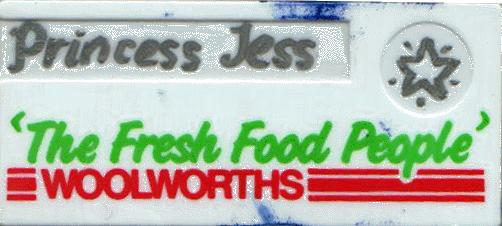 Princess Jess
'The Fresh Food People'
WOOLWORTHS